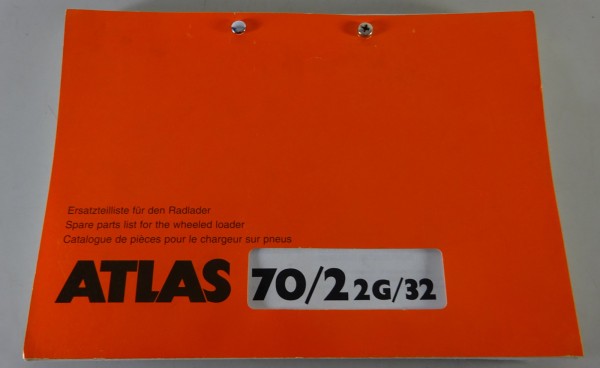 Ersatzteilliste für den Radlader
Spare parts list for the wheeled loader
Catalogue de pièces pour le chargeur sur pneus
ATLAS 70/2 2G/32